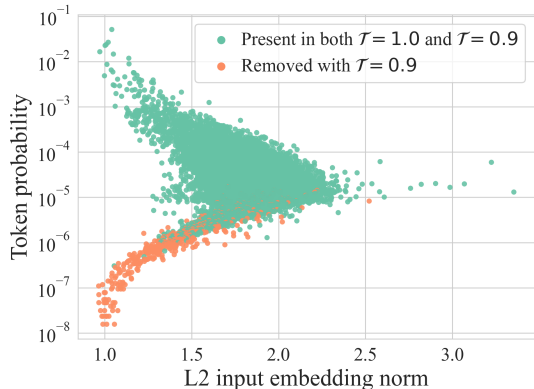 Present in both 𝒯 = 1.0 and 𝒯 = 0.9
Removed with 𝒯 = 0.9
Token probability
10⁻¹
10⁻²
10⁻³
10⁻⁴
10⁻⁵
10⁻⁶
10⁻⁷
10⁻⁸
1.0 1.5 2.0 2.5 3.0
L2 input embedding norm